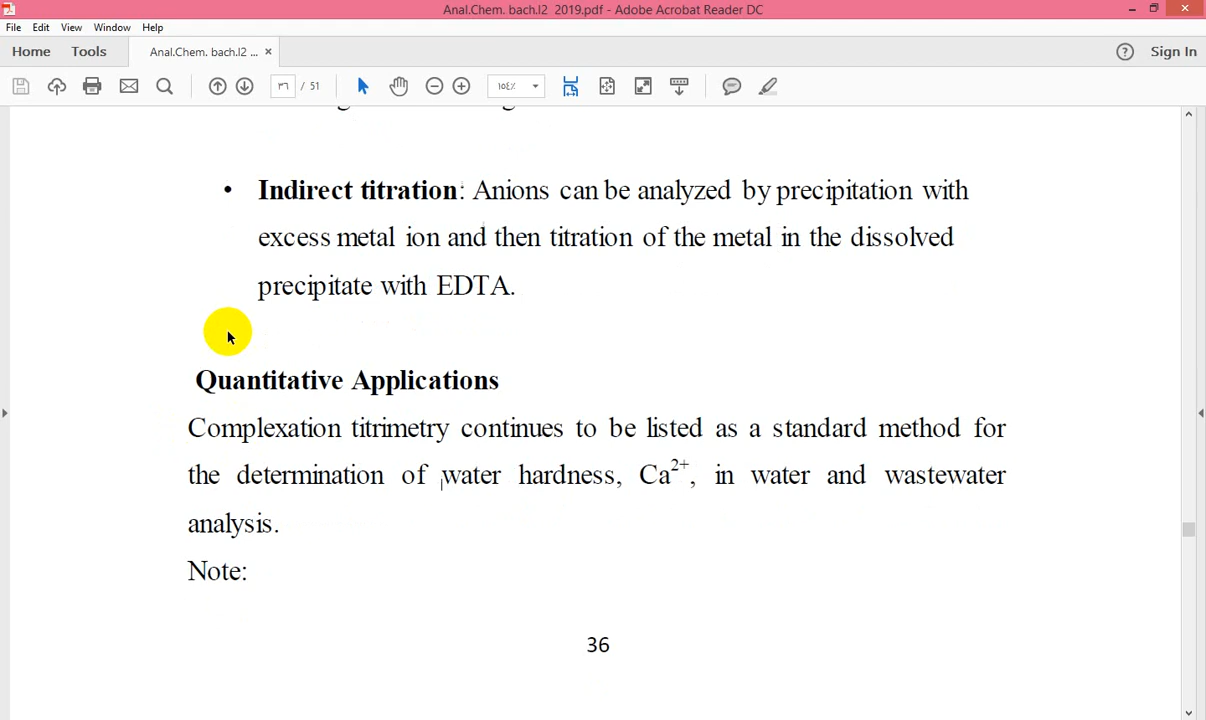 Anal.Chem. bach.l2 2019.pdf - Adobe Acrobat Reader DC
File Edit View Window Help
Home Tools Anal.Chem. bach.l2 ... × Sign In
٣٦ / 51 ١٥٤٪
• Indirect titration: Anions can be analyzed by precipitation with
excess metal ion and then titration of the metal in the dissolved
precipitate with EDTA.
Quantitative Applications
Complexation titrimetry continues to be listed as a standard method for
the determination of water hardness, Ca²⁺, in water and wastewater
analysis.
Note:
36